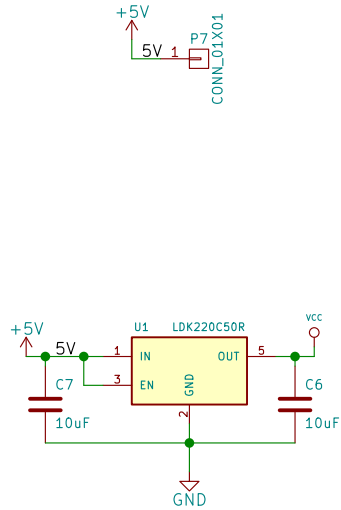 +5V
5V
1
P7
CONN_01X01
+5V
5V
U1
LDK220C50R
VCC
1
IN
OUT
5
3
EN
GND
2
C7
10uF
C6
10uF
GND